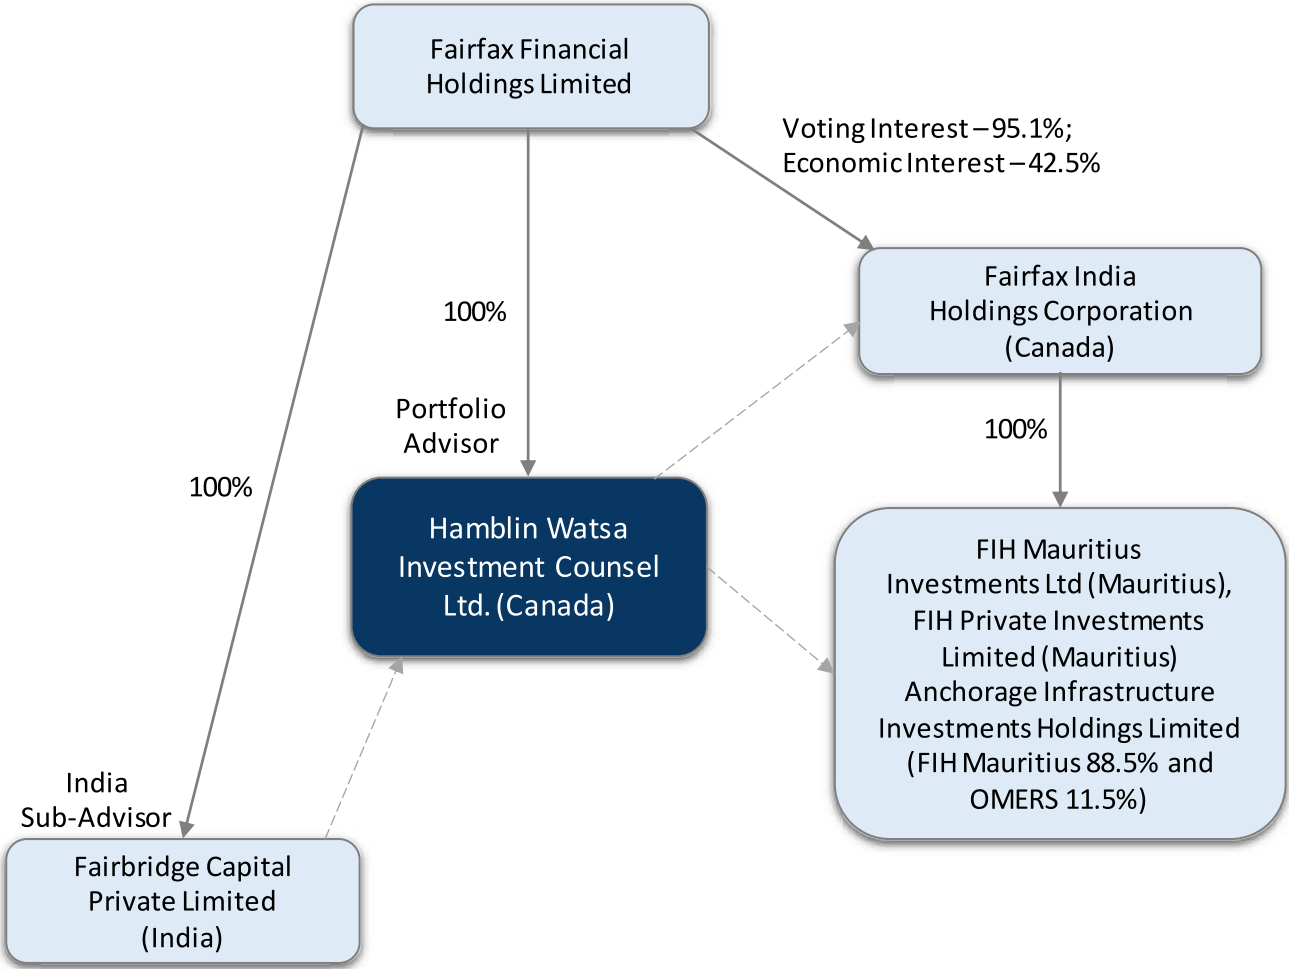 Fairfax Financial
Holdings Limited
Voting Interest – 95.1%;
Economic Interest – 42.5%
Fairfax India
Holdings Corporation
(Canada)
100%
Portfolio
Advisor
100%
100%
Hamblin Watsa
Investment Counsel
Ltd. (Canada)
FIH Mauritius
Investments Ltd (Mauritius),
FIH Private Investments
Limited (Mauritius)
Anchorage Infrastructure
Investments Holdings Limited
(FIH Mauritius 88.5% and
OMERS 11.5%)
India
Sub-Advisor
Fairbridge Capital
Private Limited
(India)